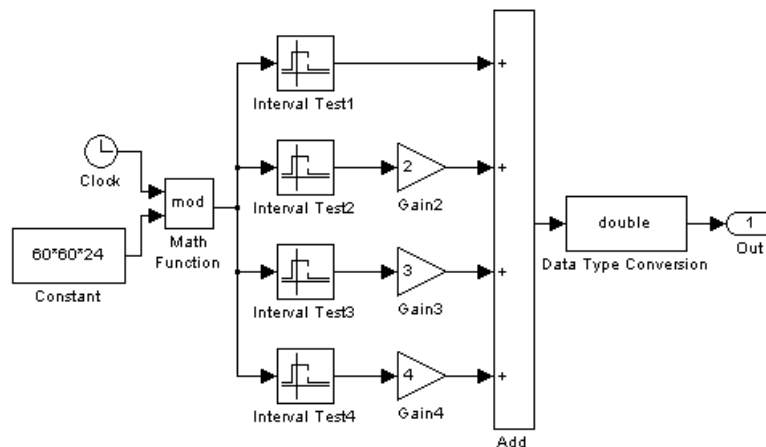 +
Interval Test1
2
+
Clock
mod
Interval Test2
Gain2
double
1
60*60*24
Math
Function
3
+
Data Type Conversion
Out
Constant
Interval Test3
Gain3
4
+
Interval Test4
Gain4
Add